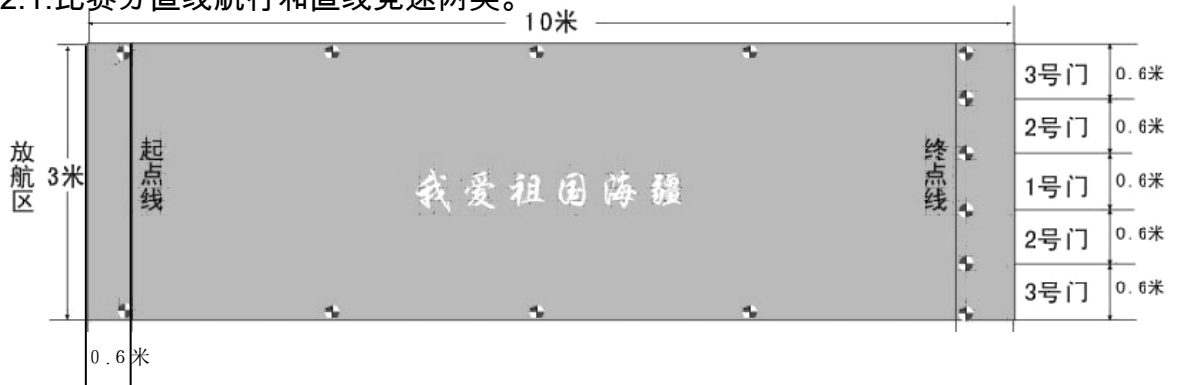 2.1.比赛分直线航行和直线竞速两类。
10米
3号门 0.6米
2号门 0.6米
1号门 0.6米
2号门 0.6米
3号门 0.6米
放航区
3米
起点线
我爱祖国海疆
终点线
0.6米